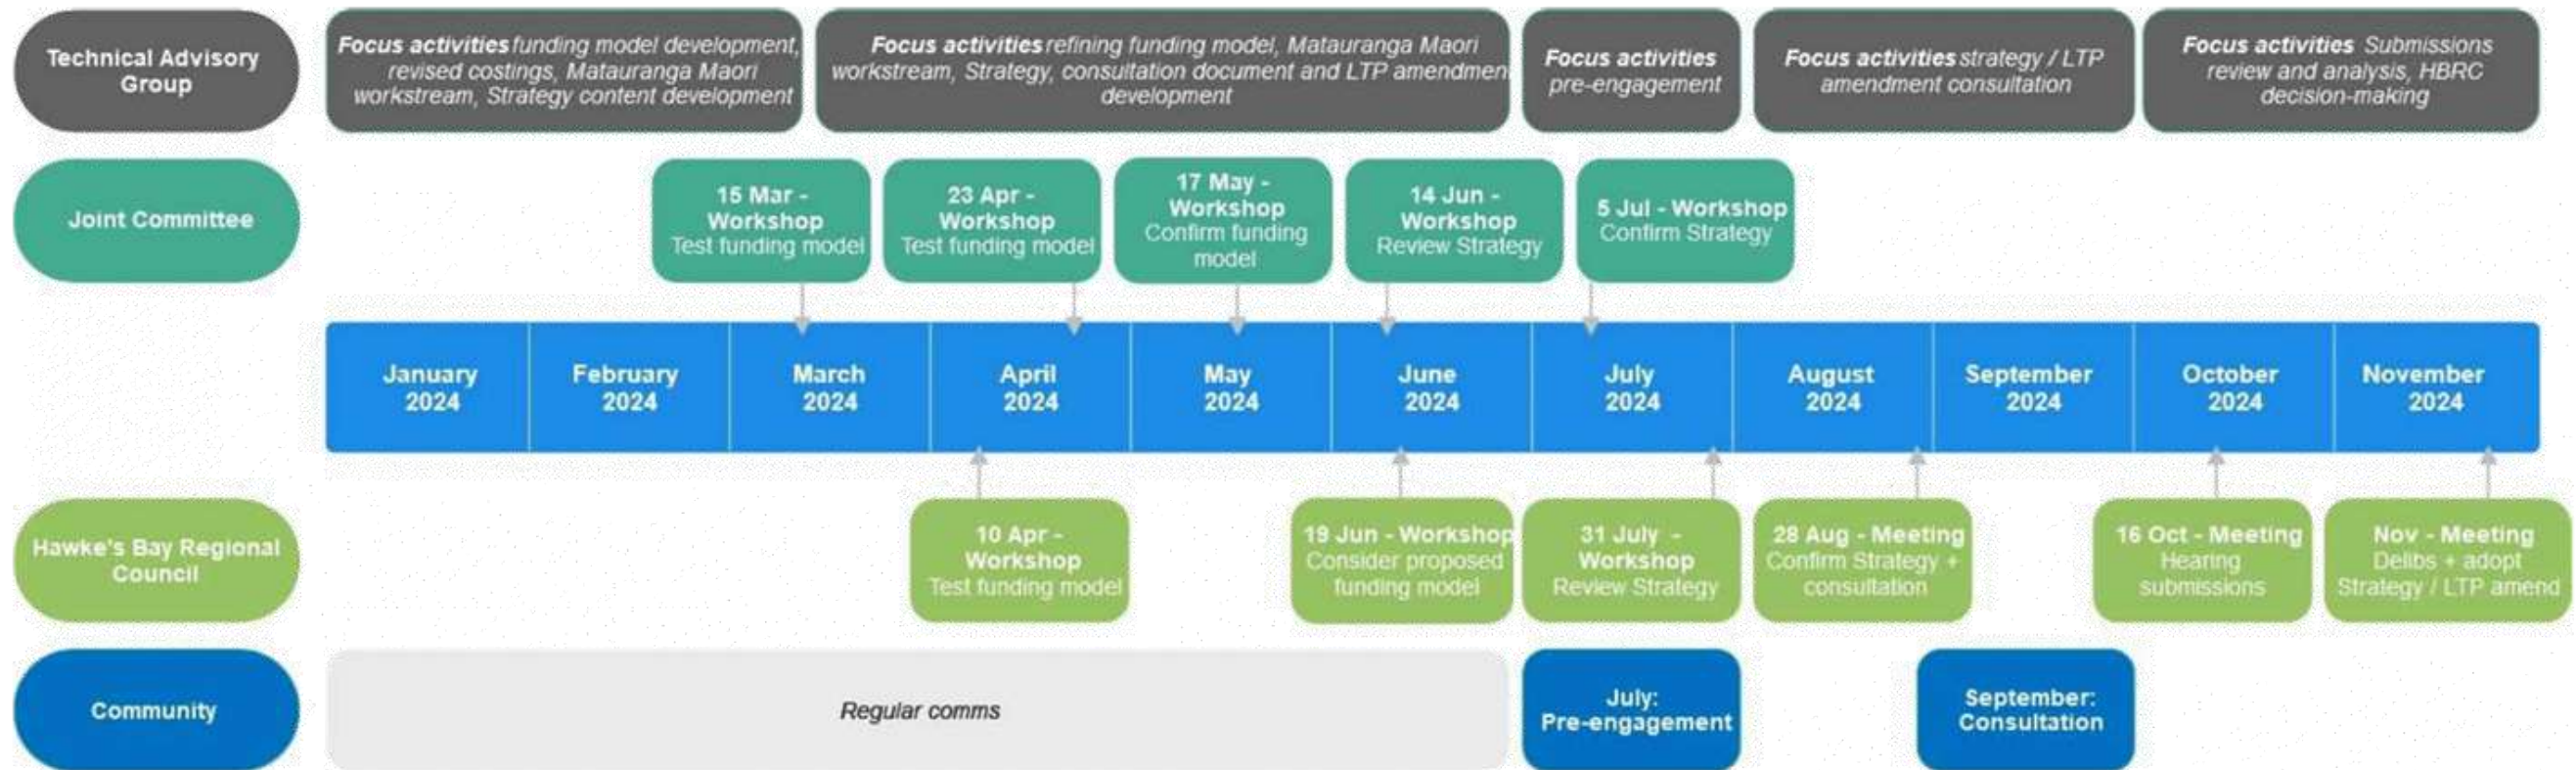 Technical Advisory
Group
Focus activities funding model development,
revised costings, Matauranga Maori
workstream, Strategy content development
Focus activities refining funding model, Matauranga Maori
workstream, Strategy, consultation document and LTP amendmen
development
Focus activities
pre-engagement
Focus activities strategy / LTP
amendment consultation
Focus activities Submissions
review and analysis, HBRC
decision-making
Joint Committee
15 Mar -
Workshop
Test funding model
23 Apr -
Workshop
Test funding model
17 May -
Workshop
Confirm funding
model
14 Jun -
Workshop
Review Strategy
5 Jul - Workshop
Confirm Strategy
January
2024
February
2024
March
2024
April
2024
May
2024
June
2024
July
2024
August
2024
September
2024
October
2024
November
2024
Hawke's Bay Regional
Council
10 Apr -
Workshop
Test funding model
19 Jun - Workshop
Consider proposed
funding model
31 July -
Workshop
Review Strategy
28 Aug - Meeting
Confirm Strategy +
consultation
16 Oct - Meeting
Hearing
submissions
Nov - Meeting
Delibs + adopt
Strategy / LTP amend
Community
Regular comms
July:
Pre-engagement
September:
Consultation